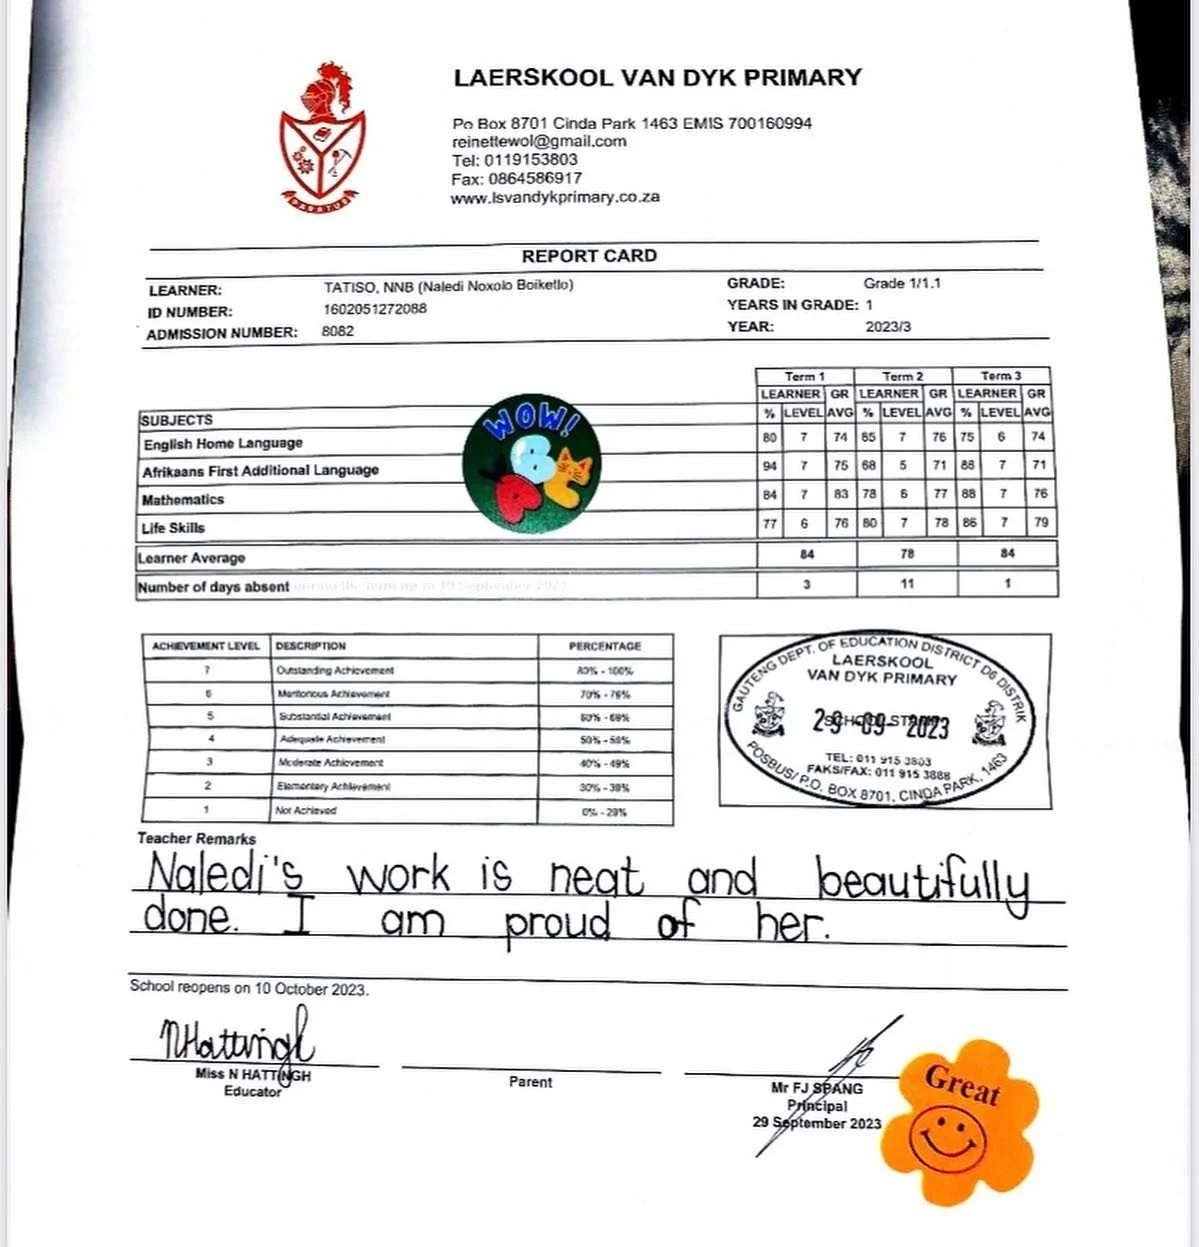 LAERSKOOL VAN DYK PRIMARY
Po Box 8701 Cinda Park 1463 EMIS 700160994
reinettewol@gmail.com
Tel: 0119153803
Fax: 0864586917
www.lsvandykprimary.co.za
PARATUS
REPORT CARD
LEARNER: TATISO, NNB (Naledi Noxolo Boiketlo) GRADE: Grade 1/1.1
ID NUMBER: 1602051272088 YEARS IN GRADE: 1
ADMISSION NUMBER: 8082 YEAR: 2023/3
Term 1 Term 2 Term 3
LEARNER GR LEARNER GR LEARNER GR
SUBJECTS % LEVEL AVG % LEVEL AVG % LEVEL AVG
English Home Language 80 7 74 85 7 76 75 6 74
Afrikaans First Additional Language 94 7 75 68 5 71 86 7 71
Mathematics 84 7 83 78 6 77 88 7 76
Life Skills 77 6 76 80 7 78 86 7 79
WOW!
A B C
Learner Average 84 78 84
Number of days absent 3 11 1
ACHIEVEMENT LEVEL DESCRIPTION PERCENTAGE
7 Outstanding Achievement 80% - 100%
6 Meritorious Achievement 70% - 79%
5 Substantial Achievement 60% - 69%
4 Adequate Achievement 50% - 59%
3 Moderate Achievement 40% - 49%
2 Elementary Achievement 30% - 39%
1 Not Achieved 0% - 29%
GAUTENG DEPT. OF EDUCATION DISTRICT D6 DISTRIK
LAERSKOOL
VAN DYK PRIMARY
SCHOOL STAMP
29 -09- 2023
TEL: 011 915 3803
FAKS/FAX: 011 915 3888
POSBUS/ P.O. BOX 8701, CINDA PARK, 1463
Teacher Remarks
Naledi's work is neat and beautifully
done. I am proud of her.
School reopens on 10 October 2023.
NHattingh
Miss N HATTINGH
Educator
Parent
Mr FJ SPANG
Principal
29 September 2023
Great